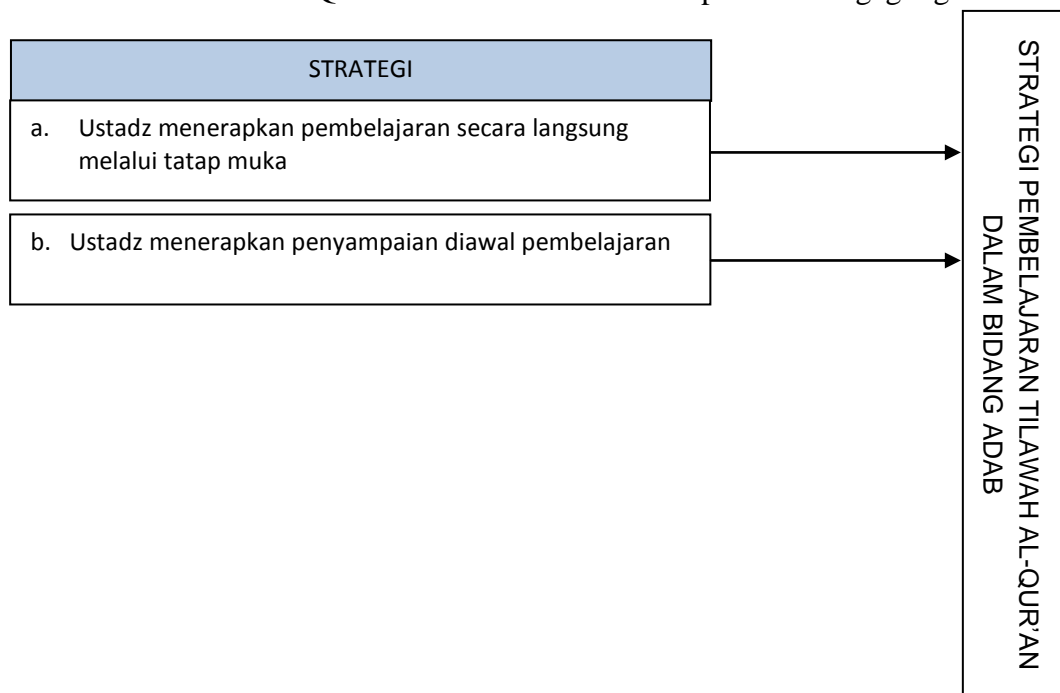 STRATEGI
a. Ustadz menerapkan pembelajaran secara langsung
melalui tatap muka
b. Ustadz menerapkan penyampaian diawal pembelajaran
STRATEGI PEMBELAJARAN TILAWAH AL-QUR'AN
DALAM BIDANG ADAB